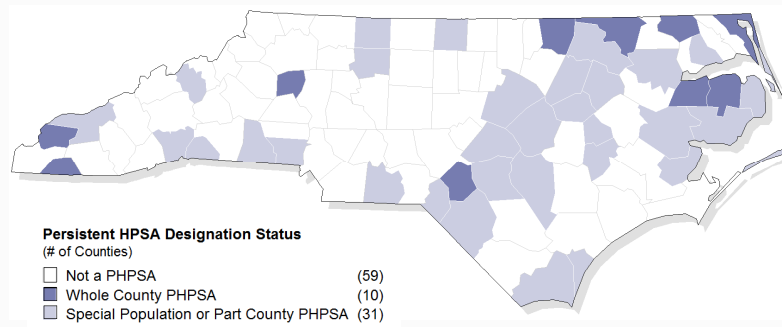 Persistent HPSA Designation Status
(# of Counties)
Not a PHPSA (59)
Whole County PHPSA (10)
Special Population or Part County PHPSA (31)